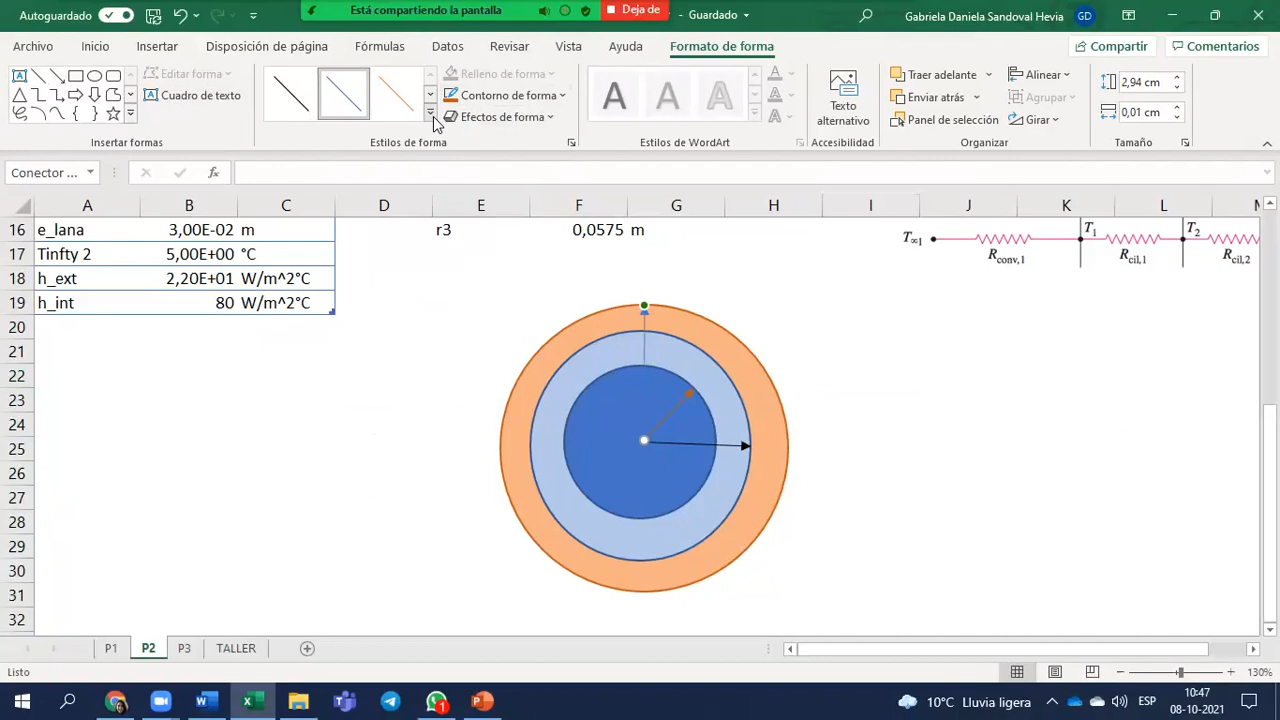 Autoguardado
Está compartiendo la pantalla
Deja de
- Guardado
Gabriela Daniela Sandoval Hevia
GD
Archivo Inicio Insertar Disposición de página Fórmulas Datos Revisar Vista Ayuda Formato de forma
Compartir
Comentarios
Editar forma
Cuadro de texto
Insertar formas
Relleno de forma
Contorno de forma
Efectos de forma
Estilos de forma
A A A
A
A
A
Estilos de WordArt
Texto
alternativo
Accesibilidad
Traer adelante
Enviar atrás
Panel de selección
Alinear
Agrupar
Girar
Organizar
2,94 cm
0,01 cm
Tamaño
Conector ...
fx
A B C D E F G H I J K L
16 e_lana 3,00E-02 m r3 0,0575 m
17 Tinfty 2 5,00E+00 °C
18 h_ext 2,20E+01 W/m^2°C
19 h_int 80 W/m^2°C
T∞1 T1 T2
Rconv,1 Rcil,1 Rcil,2
20
21
22
23
24
25
26
27
28
29
30
31
32
P1 P2 P3 TALLER
Listo
130%
W
X
1
P
10°C Lluvia ligera
ESP
10:47
08-10-2021